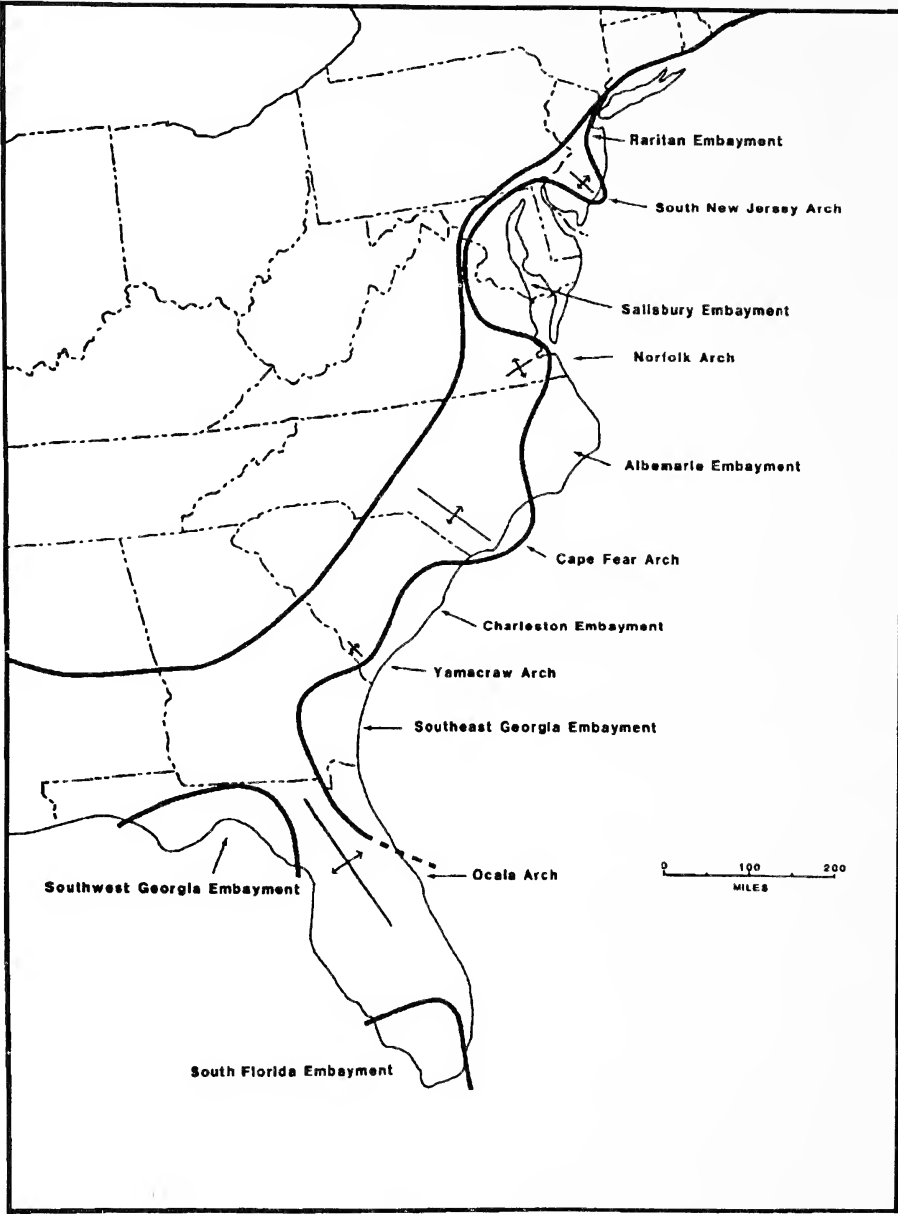 Raritan Embayment
South New Jersey Arch
Salisbury Embayment
Norfolk Arch
Albemarle Embayment
Cape Fear Arch
Charleston Embayment
Yamacraw Arch
Southeast Georgia Embayment
Ocala Arch
0 100 200
MILES
Southwest Georgia Embayment
South Florida Embayment